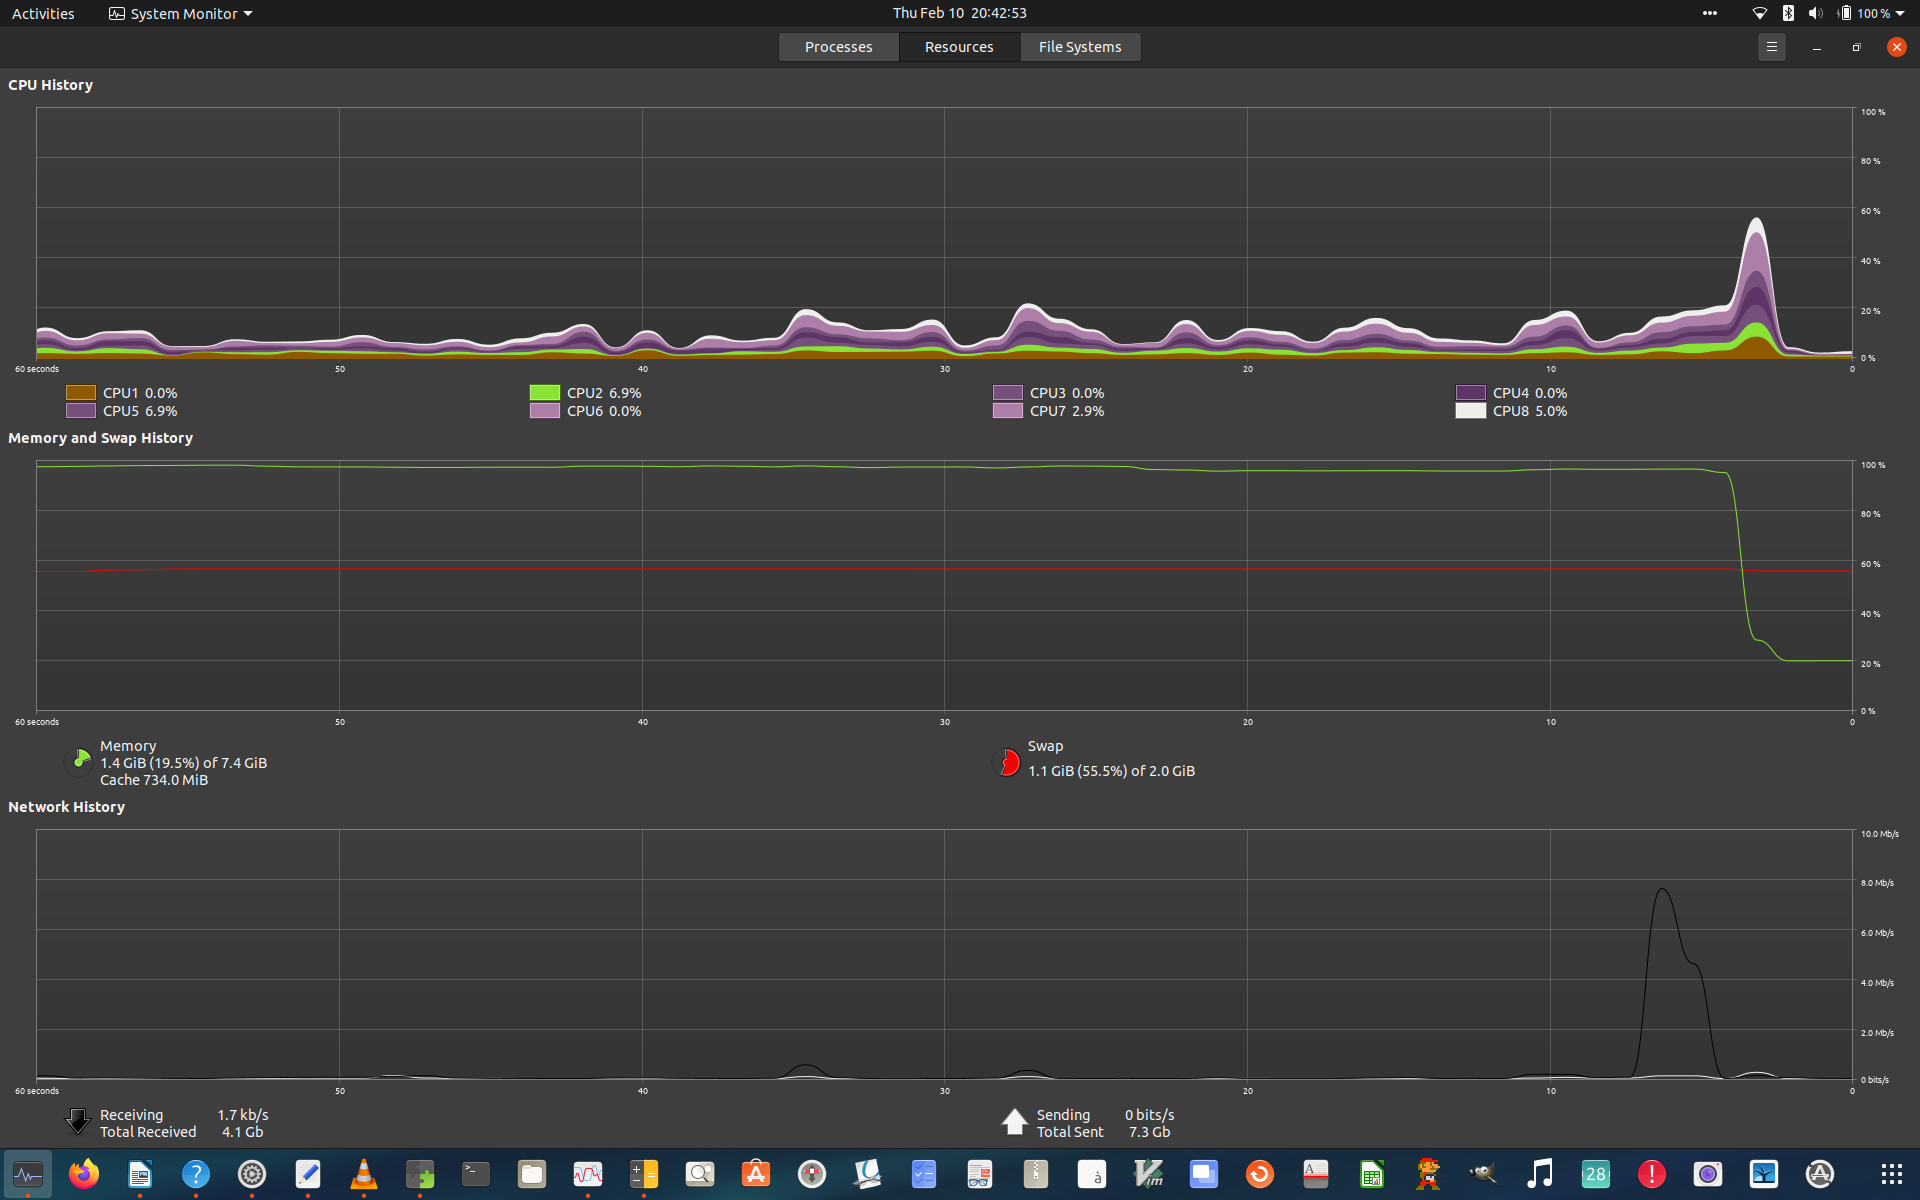 Activities System Monitor Thu Feb 10 20:42:53 100 %
Processes Resources File Systems
CPU History
100 %
80 %
60 %
40 %
20 %
0 %
60 seconds 50 40 30 20 10 0
CPU1 0.0% CPU2 6.9% CPU3 0.0% CPU4 0.0%
CPU5 6.9% CPU6 0.0% CPU7 2.9% CPU8 5.0%
Memory and Swap History
100 %
80 %
60 %
40 %
20 %
0 %
60 seconds 50 40 30 20 10 0
Memory
1.4 GiB (19.5%) of 7.4 GiB
Cache 734.0 MiB
Swap
1.1 GiB (55.5%) of 2.0 GiB
Network History
10.0 Mb/s
8.0 Mb/s
6.0 Mb/s
4.0 Mb/s
2.0 Mb/s
0 bits/s
60 seconds 50 40 30 20 10 0
Receiving 1.7 kb/s
Total Received 4.1 Gb
Sending 0 bits/s
Total Sent 7.3 Gb
? >_ à Vim A 28 !